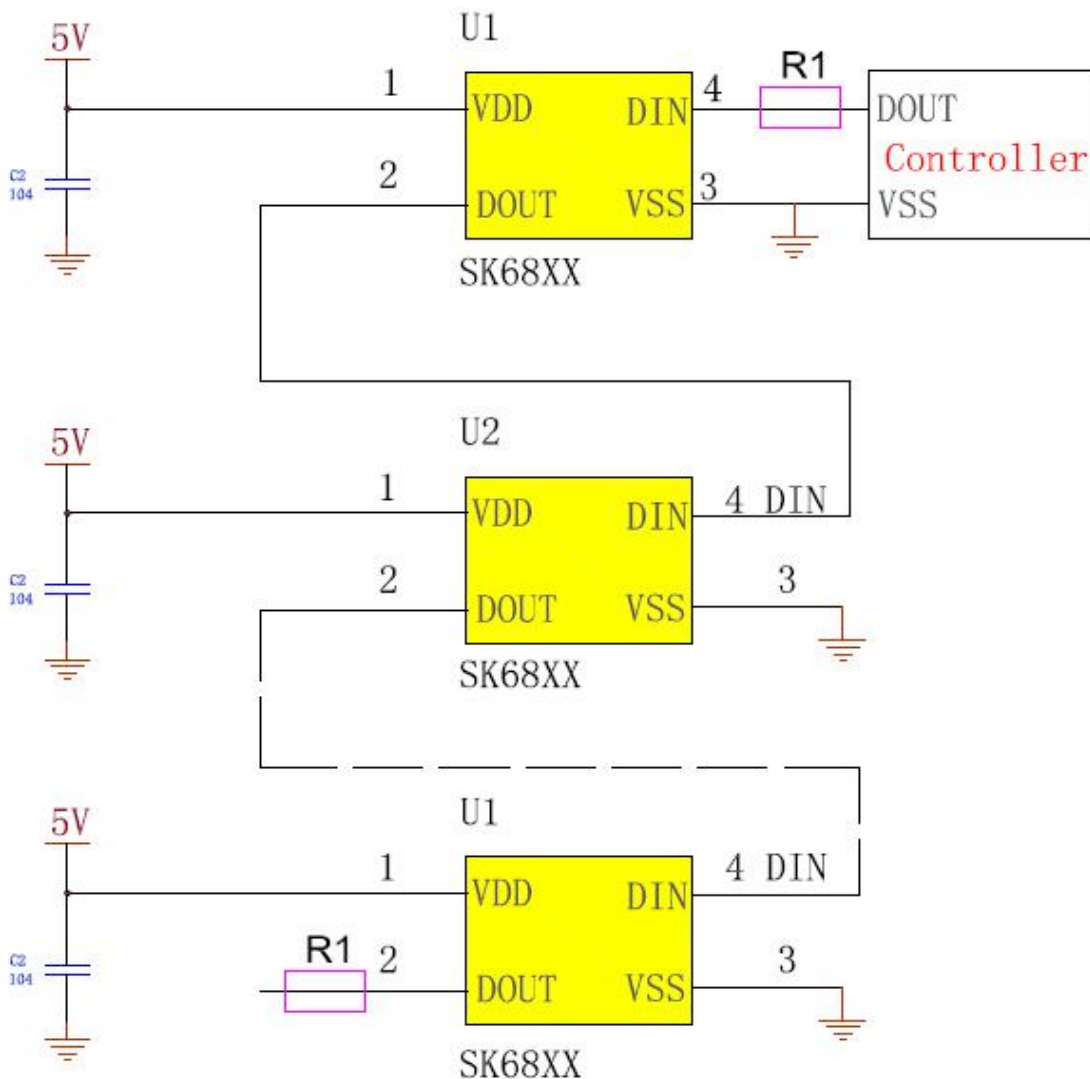 U1
5V
1
VDD
DIN
4
R1
DOUT
Controller
C2
104
2
DOUT
VSS
3
VSS
SK68XX
U2
5V
1
VDD
DIN
4 DIN
C2
104
2
DOUT
VSS
3
SK68XX
U1
5V
1
VDD
DIN
4 DIN
C2
104
R1
2
DOUT
VSS
3
SK68XX